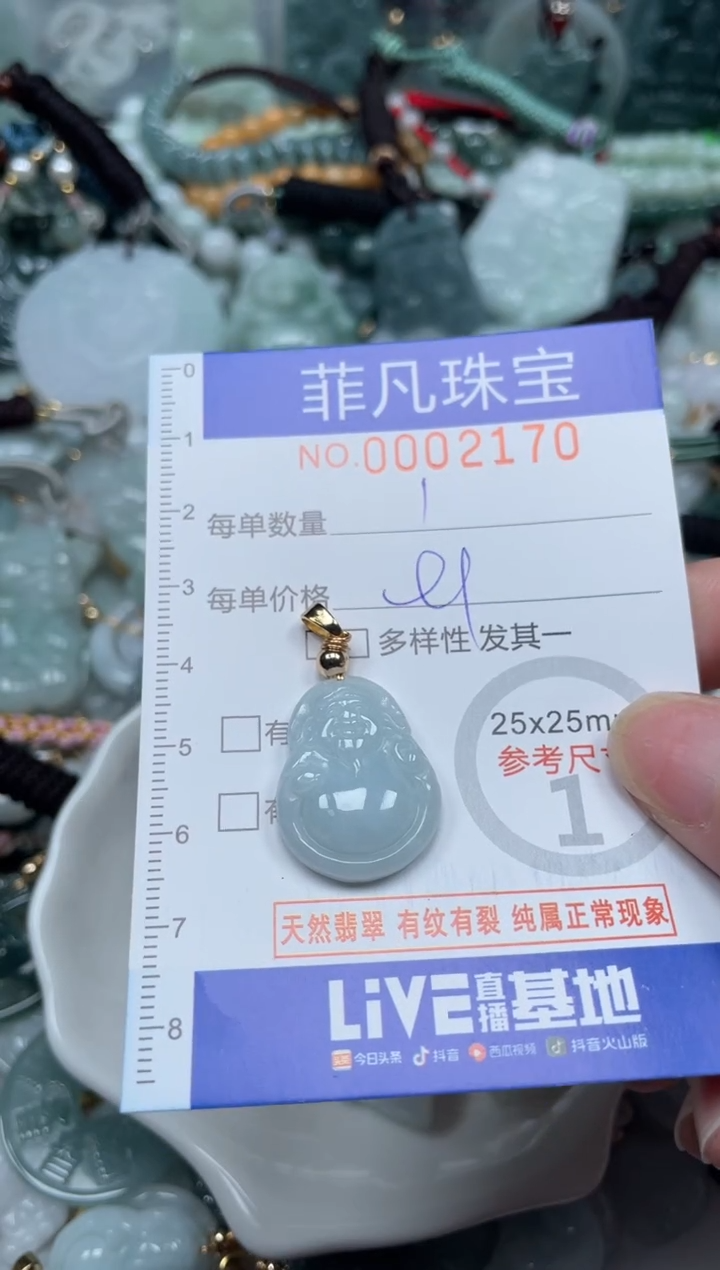 菲凡珠宝
NO.0002170
每单数量 1
每单价格
多样性 发其一
25x25m
参考尺寸
1
有
有
天然翡翠 有纹有裂 纯属正常现象
LiVE直播基地
今日头条 抖音 西瓜视频 抖音火山版
0
1
2
3
4
5
6
7
8